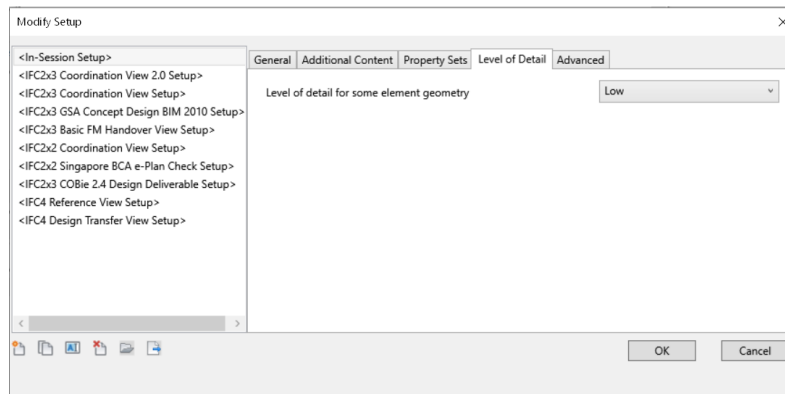 Modify Setup
<In-Session Setup>
<IFC2x3 Coordination View 2.0 Setup>
<IFC2x3 Coordination View Setup>
<IFC2x3 GSA Concept Design BIM 2010 Setup>
<IFC2x3 Basic FM Handover View Setup>
<IFC2x2 Coordination View Setup>
<IFC2x2 Singapore BCA e-Plan Check Setup>
<IFC2x3 COBie 2.4 Design Deliverable Setup>
<IFC4 Reference View Setup>
<IFC4 Design Transfer View Setup>
General Additional Content Property Sets Level of Detail Advanced
Level of detail for some element geometry Low
OK Cancel